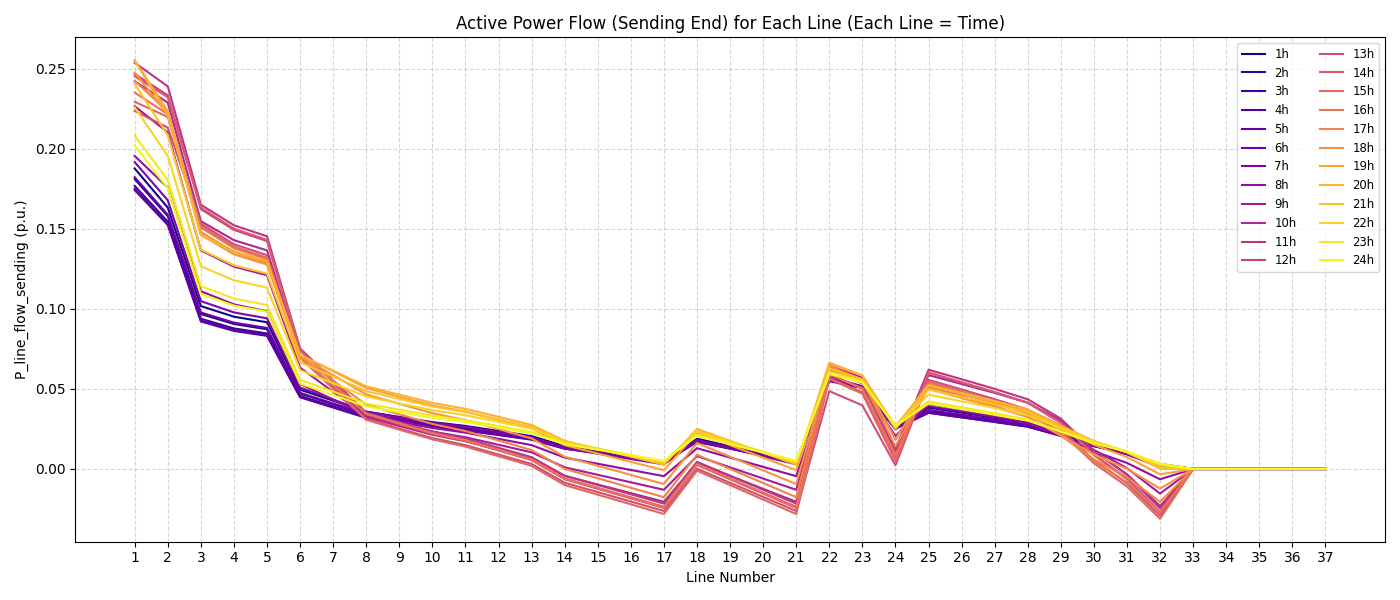 Active Power Flow (Sending End) for Each Line (Each Line = Time)
P_line_flow_sending (p.u.)
0.25
0.20
0.15
0.10
0.05
0.00
1h
2h
3h
4h
5h
6h
7h
8h
9h
10h
11h
12h
13h
14h
15h
16h
17h
18h
19h
20h
21h
22h
23h
24h
1 2 3 4 5 6 7 8 9 10 11 12 13 14 15 16 17 18 19 20 21 22 23 24 25 26 27 28 29 30 31 32 33 34 35 36 37
Line Number